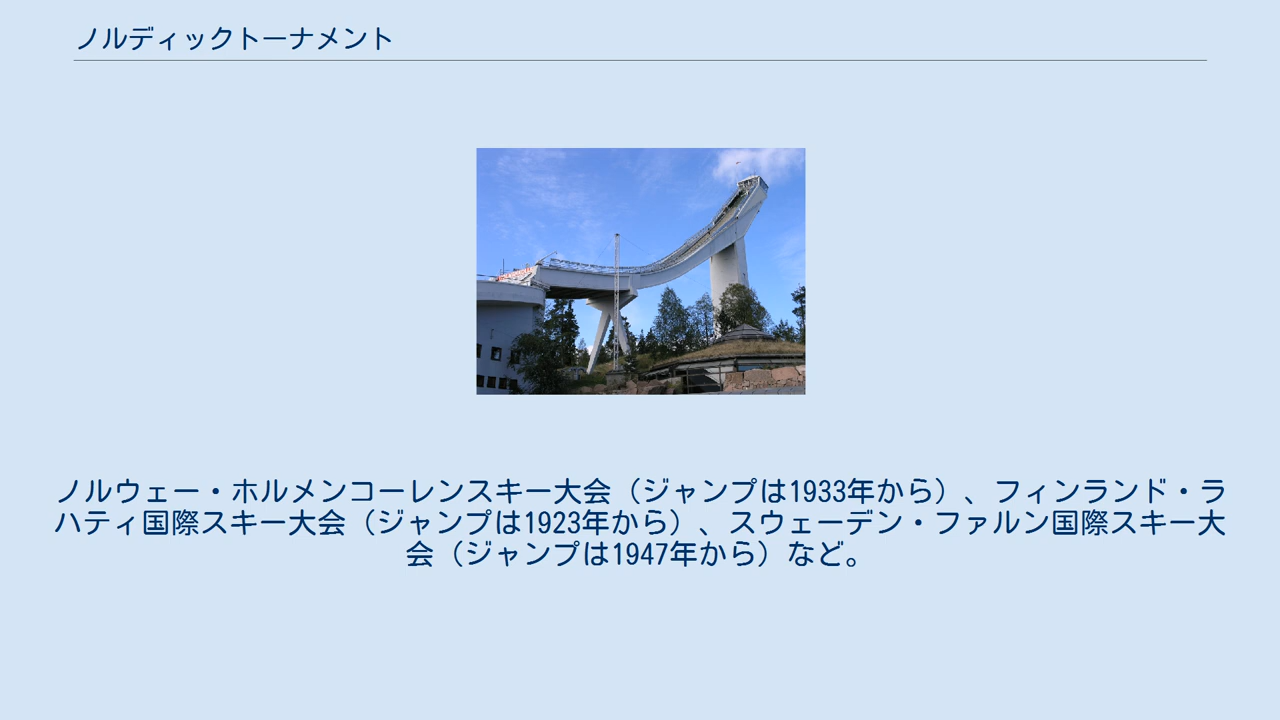 ノルディックトーナメント
ノルウェー・ホルメンコーレンスキー大会（ジャンプは1933年から）、フィンランド・ラ
ハティ国際スキー大会（ジャンプは1923年から）、スウェーデン・ファルン国際スキー大
会（ジャンプは1947年から）など。